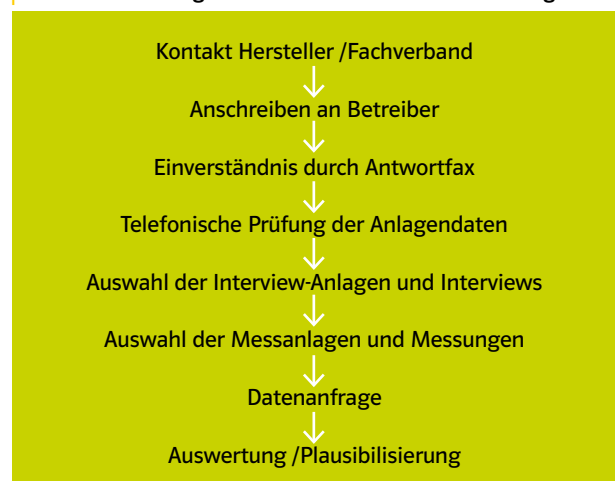 Kontakt Hersteller /Fachverband
Anschreiben an Betreiber
Einverständnis durch Antwortfax
Telefonische Prüfung der Anlagendaten
Auswahl der Interview-Anlagen und Interviews
Auswahl der Messanlagen und Messungen
Datenanfrage
Auswertung /Plausibilisierung